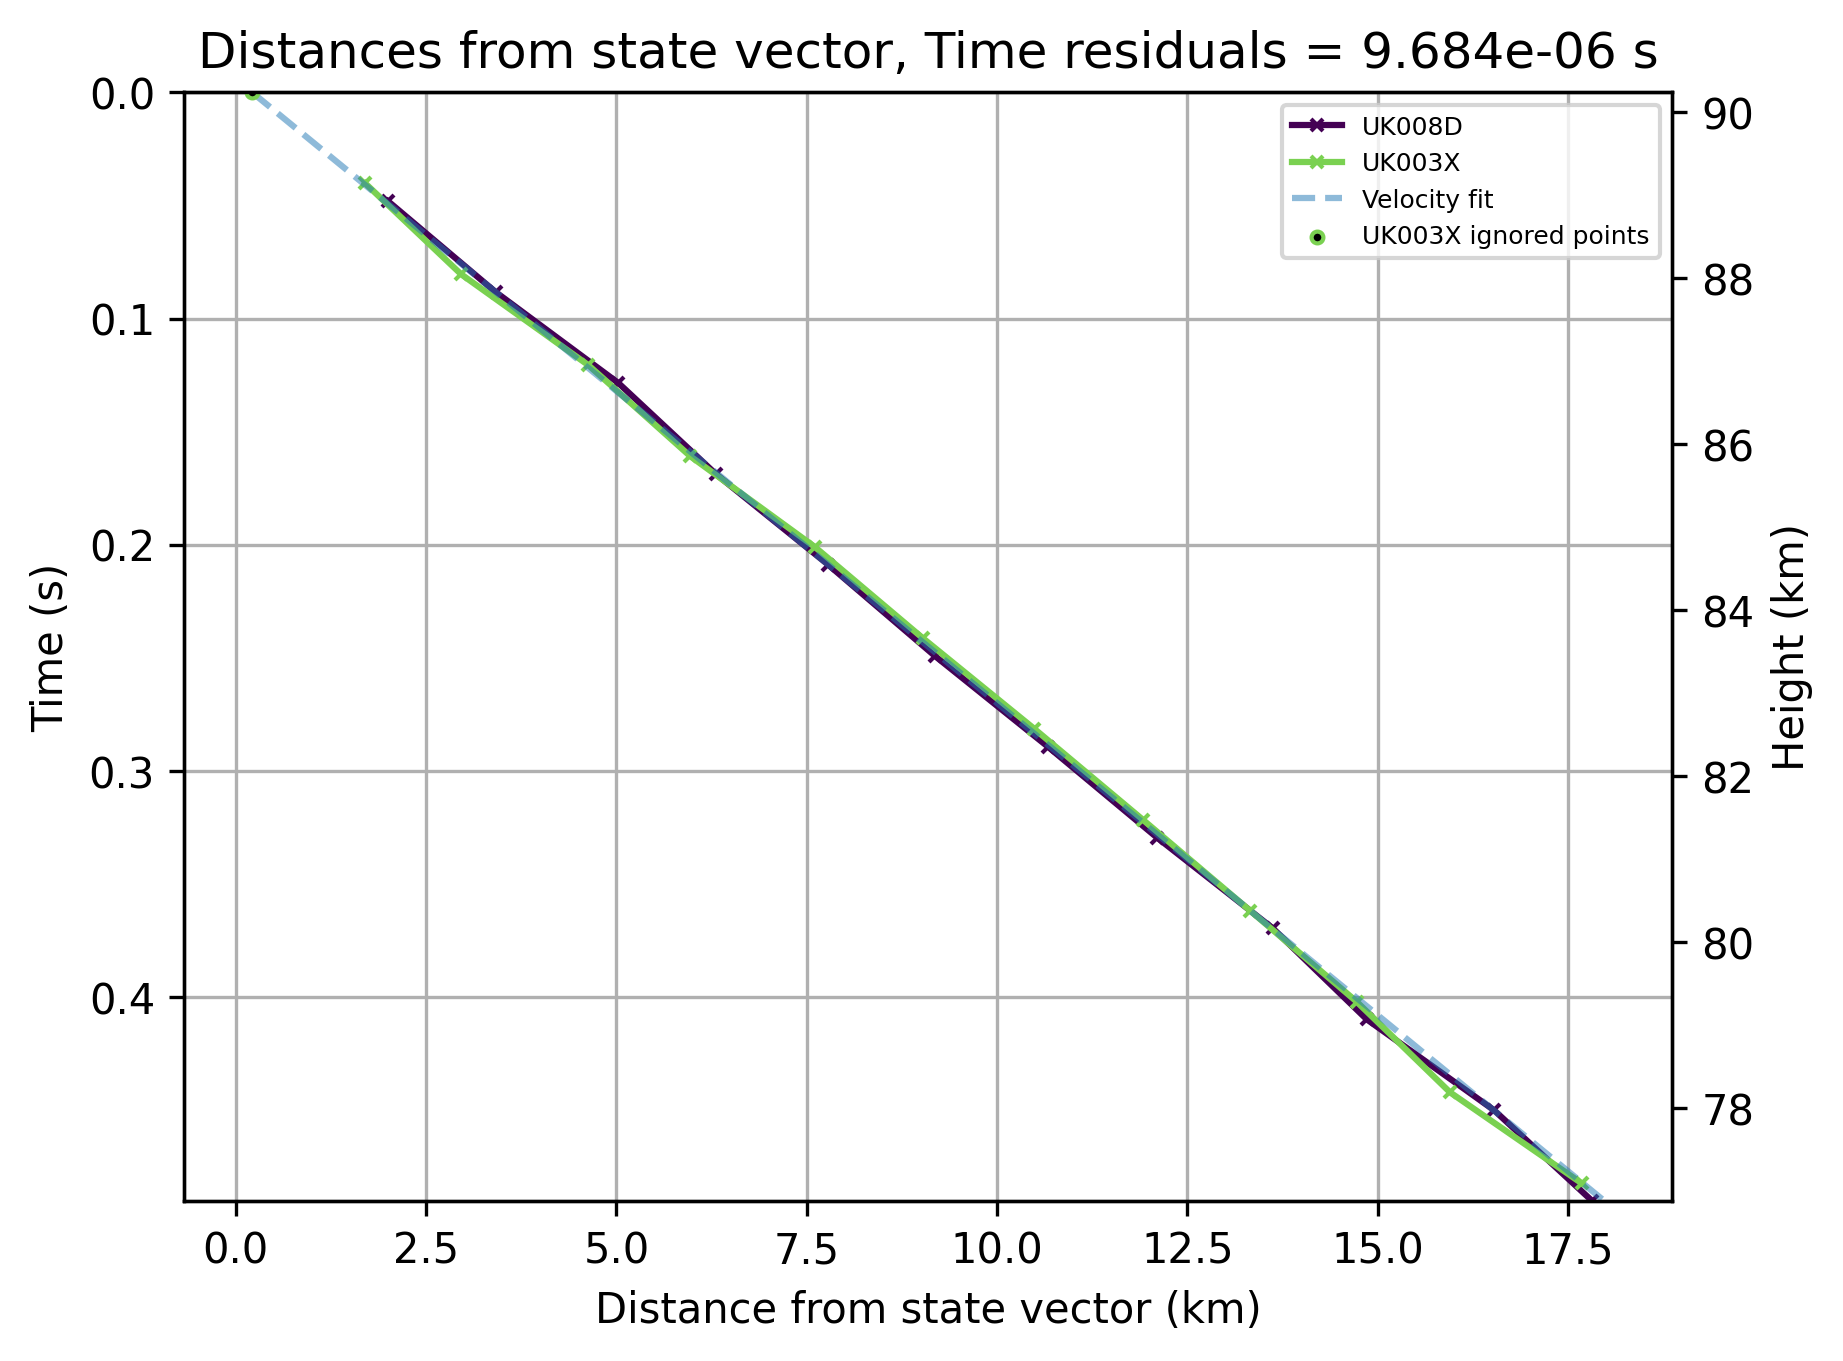 Distances from state vector, Time residuals = 9.684e-06 s
UK008D
UK003X
Velocity fit
UK003X ignored points
0.0
0.1
0.2
0.3
0.4
Time (s)
90
88
86
84
82
80
78
Height (km)
0.0 2.5 5.0 7.5 10.0 12.5 15.0 17.5
Distance from state vector (km)